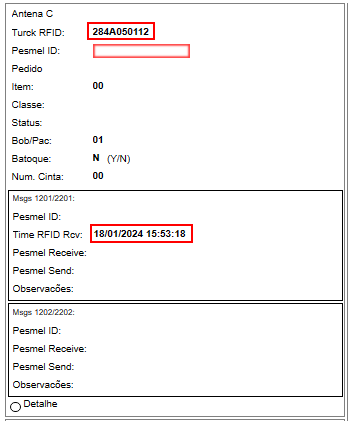 Antena C
Turck RFID: 284A050112
Pesmel ID:
Pedido
Item: 00
Classe:
Status:
Bob/Pac: 01
Batoque: N (Y/N)
Num. Cinta: 00
Msgs 1201/2201:
Pesmel ID:
Time RFID Rcv: 18/01/2024 15:53:18
Pesmel Receive:
Pesmel Send:
Observacões:
Msgs 1202/2202:
Pesmel ID:
Pesmel Receive:
Pesmel Send:
Observacões:
Detalhe